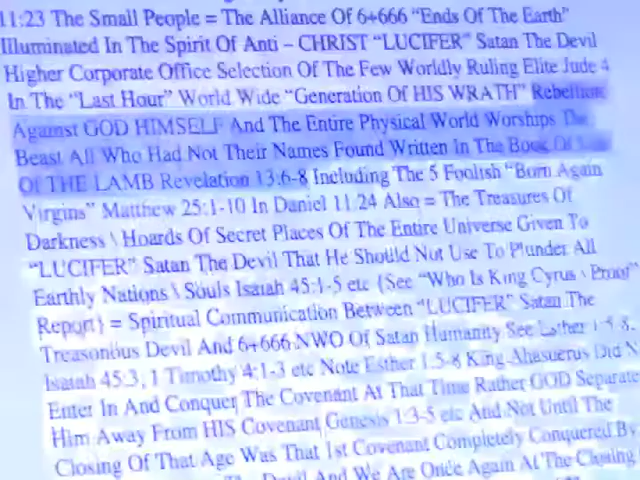 11:23 The Small People = The Alliance Of 6+666 "Ends Of The Earth"
Illuminated In The Spirit Of Anti – CHRIST "LUCIFER" Satan The Devil
Higher Corporate Office Selection Of The Few Worldly Ruling Elite Jude 4
In The "Last Hour" World Wide "Generation Of HIS WRATH" Rebellion
Against GOD HIMSELF And The Entire Physical World Worships The
Beast All Who Had Not Their Names Found Written In The Book Of
Of THE LAMB Revelation 13:6-8 Including The 5 Foolish "Born Again
Virgins" Matthew 25:1-10 In Daniel 11:24 Also = The Treasures Of
Darkness \ Hoards Of Secret Places Of The Entire Universe Given To
"LUCIFER" Satan The Devil That He Should Not Use To Plunder All
Earthly Nations \ Souls Isaiah 45:1-5 etc {See "Who Is King Cyrus \ Proof"
Report} = Spiritual Communication Between "LUCIFER" Satan The
Treasonous Devil And 6+666 NWO Of Satan Humanity See Esther 1:5-8,
Isaiah 45:3, 1 Timothy 4:1-3 etc Note Esther 1:5-8 King Ahasuerus Did N
Enter In And Conquer The Covenant At That Time Rather GOD Separate
Him Away From HIS Covenant Genesis 1:3-5 etc And Not Until The
Closing Of That Age Was That 1st Covenant Completely Conquered By
Devil And We Are Once Again At The Closing